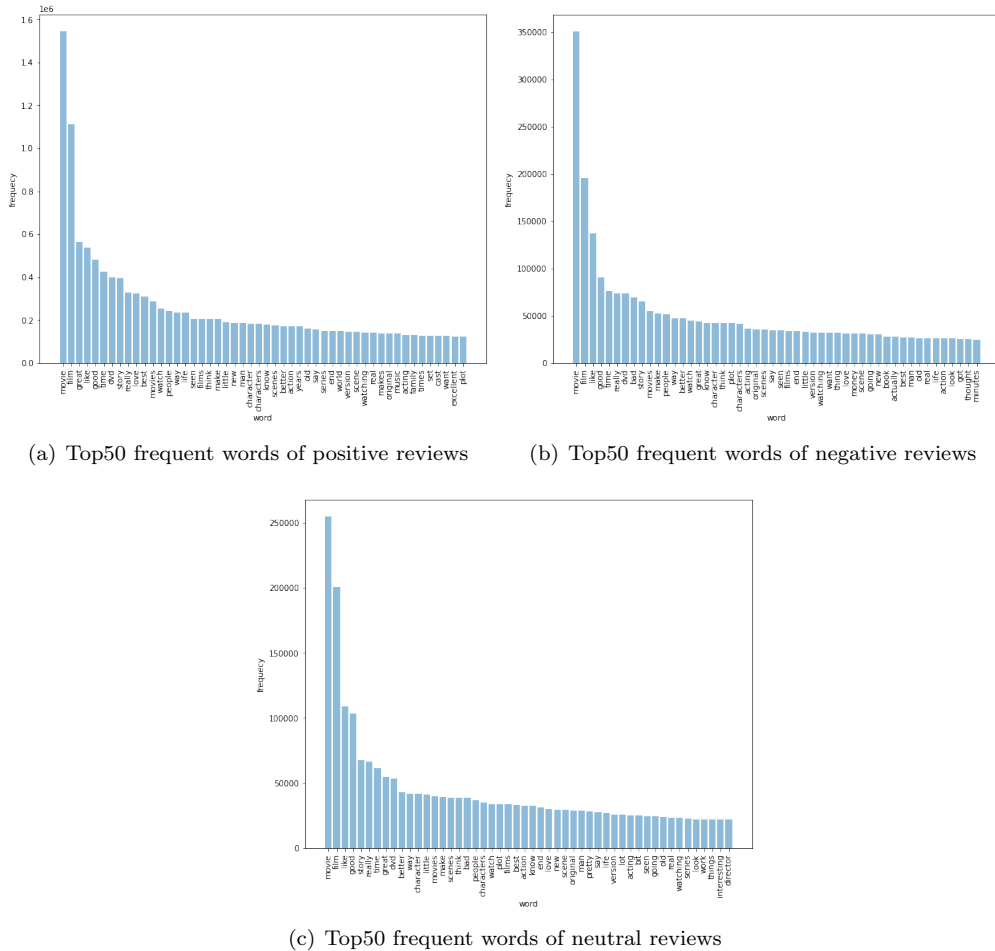 1e6
1.6
1.4
1.2
1.0
0.8
0.6
0.4
0.2
0.0
frequecy
movie film great like good time dvd story really love best movies watch people way life seen films think make little new man character characters know scenes better action years old say series end world version scene watching real makes original music acting family times set cast want excellent plot
word
(a) Top50 frequent words of positive reviews
350000
300000
250000
200000
150000
100000
50000
0
frequecy
movie film like good time really dvd bad story movies make people way better watch great know character think plot characters acting original scenes say seen films end little version watching want thing love money scene going new book actually best man old real life action look got thought minutes
word
(b) Top50 frequent words of negative reviews
250000
200000
150000
100000
50000
0
frequecy
movie film like good story really time great dvd better way character little movies make scenes think bad people characters watch plot films best action know end love new scene original man pretty say life version lot acting bit seen going old real watching series look work things interesting director
word
(c) Top50 frequent words of neutral reviews